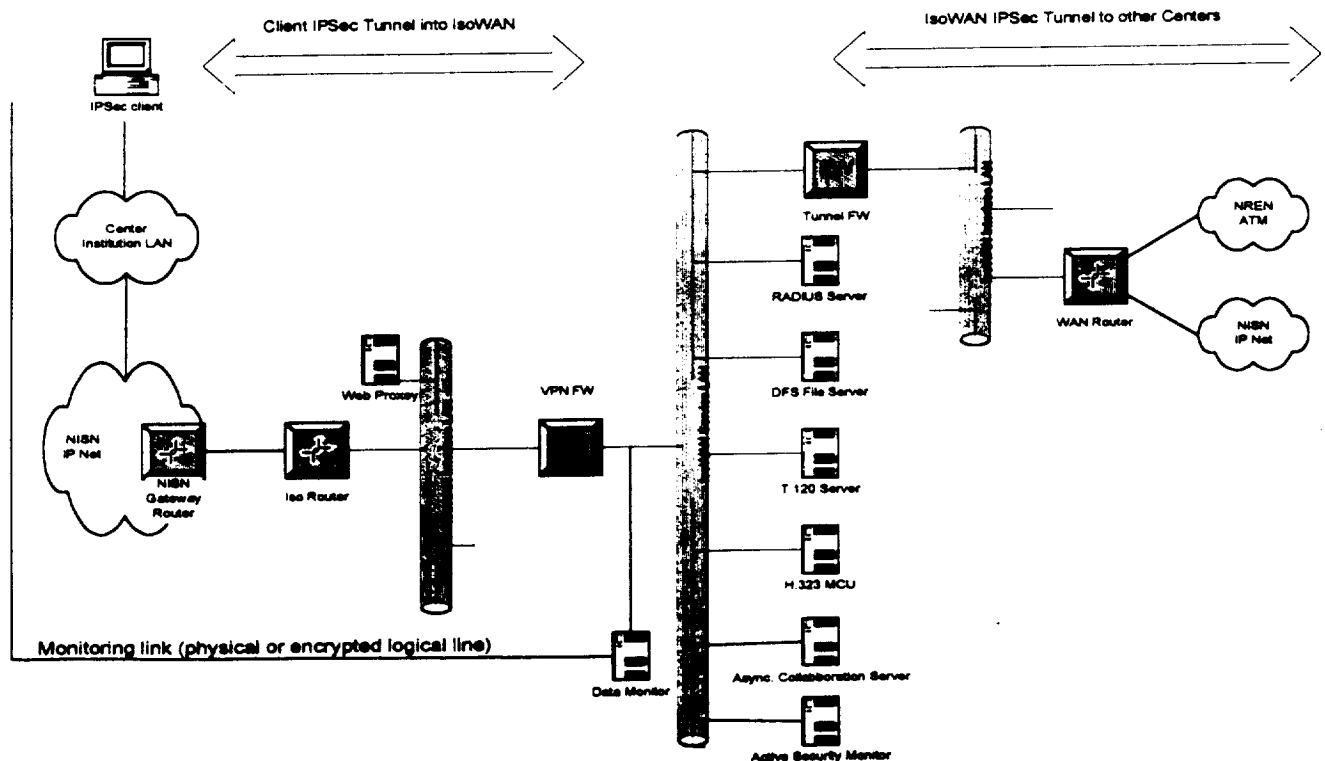 Client IPSec Tunnel into IsoWAN
IsoWAN IPSec Tunnel to other Centers
IPSec client
Center
Institution LAN
Tunnel FW
NREN
ATM
RADIUS Server
WAN Router
NISN
IP Net
Web Proxy
VPN FW
DFS File Server
NISN
IP Net
NISN
Gateway
Router
Iso Router
T 120 Server
H.323 MCU
Monitoring link (physical or encrypted logical line)
Data Monitor
Async. Collaboration Server
Active Security Monitor